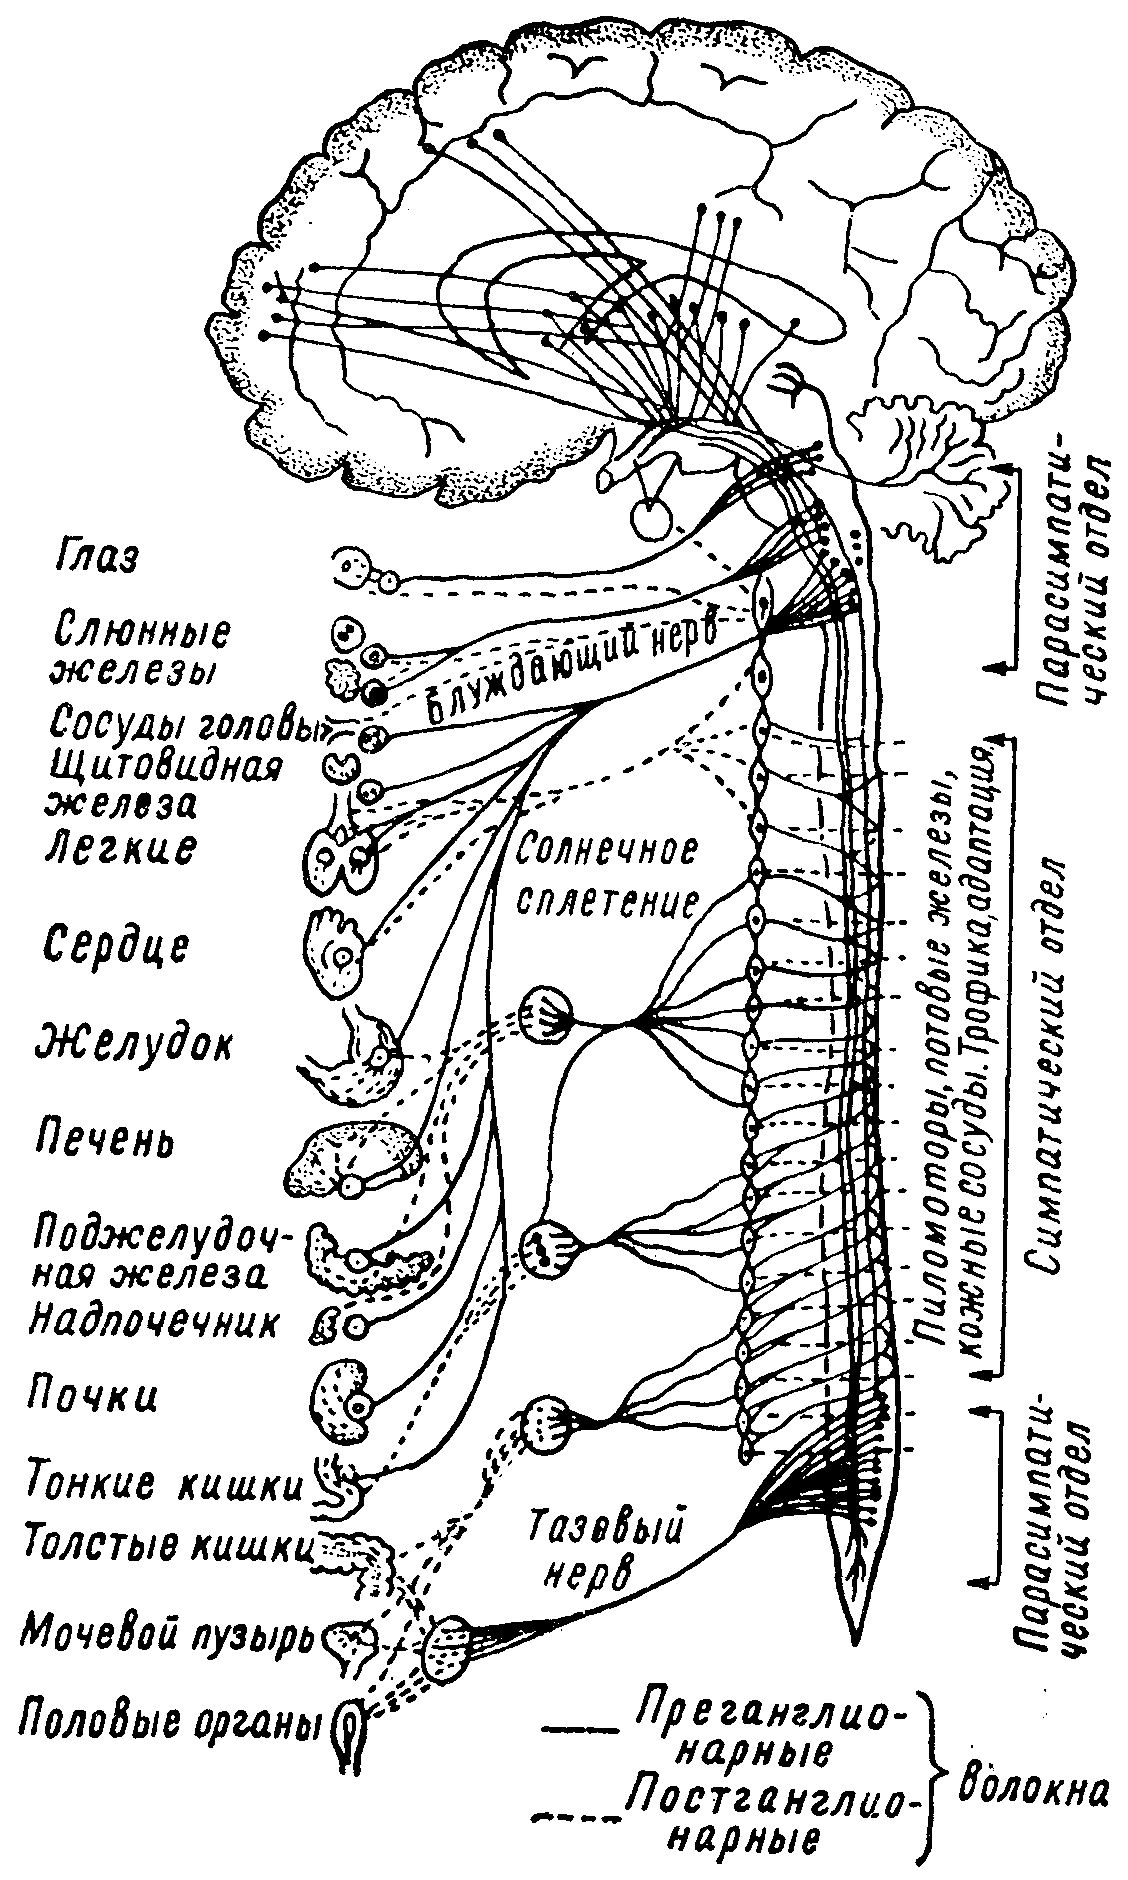 Глаз
Слюнные
железы
Сосуды головы
Щитовидная
железа
Легкие
Сердце
Желудок
Печень
Поджелудоч-
ная железа
Надпочечник
Почки
Тонкие кишки
Толстые кишки
Мочевой пузырь
Половые органы
Блуждающий нерв
Солнечное
сплетение
Тазовый
нерв
Парасимпати-
ческий отдел
Пиломоторы, потовые железы,
кожные сосуды. Трофика, адаптация
Симпатический отдел
Парасимпати-
ческий отдел
Преганглио-
нарные
Постганглио-
нарные
Волокна